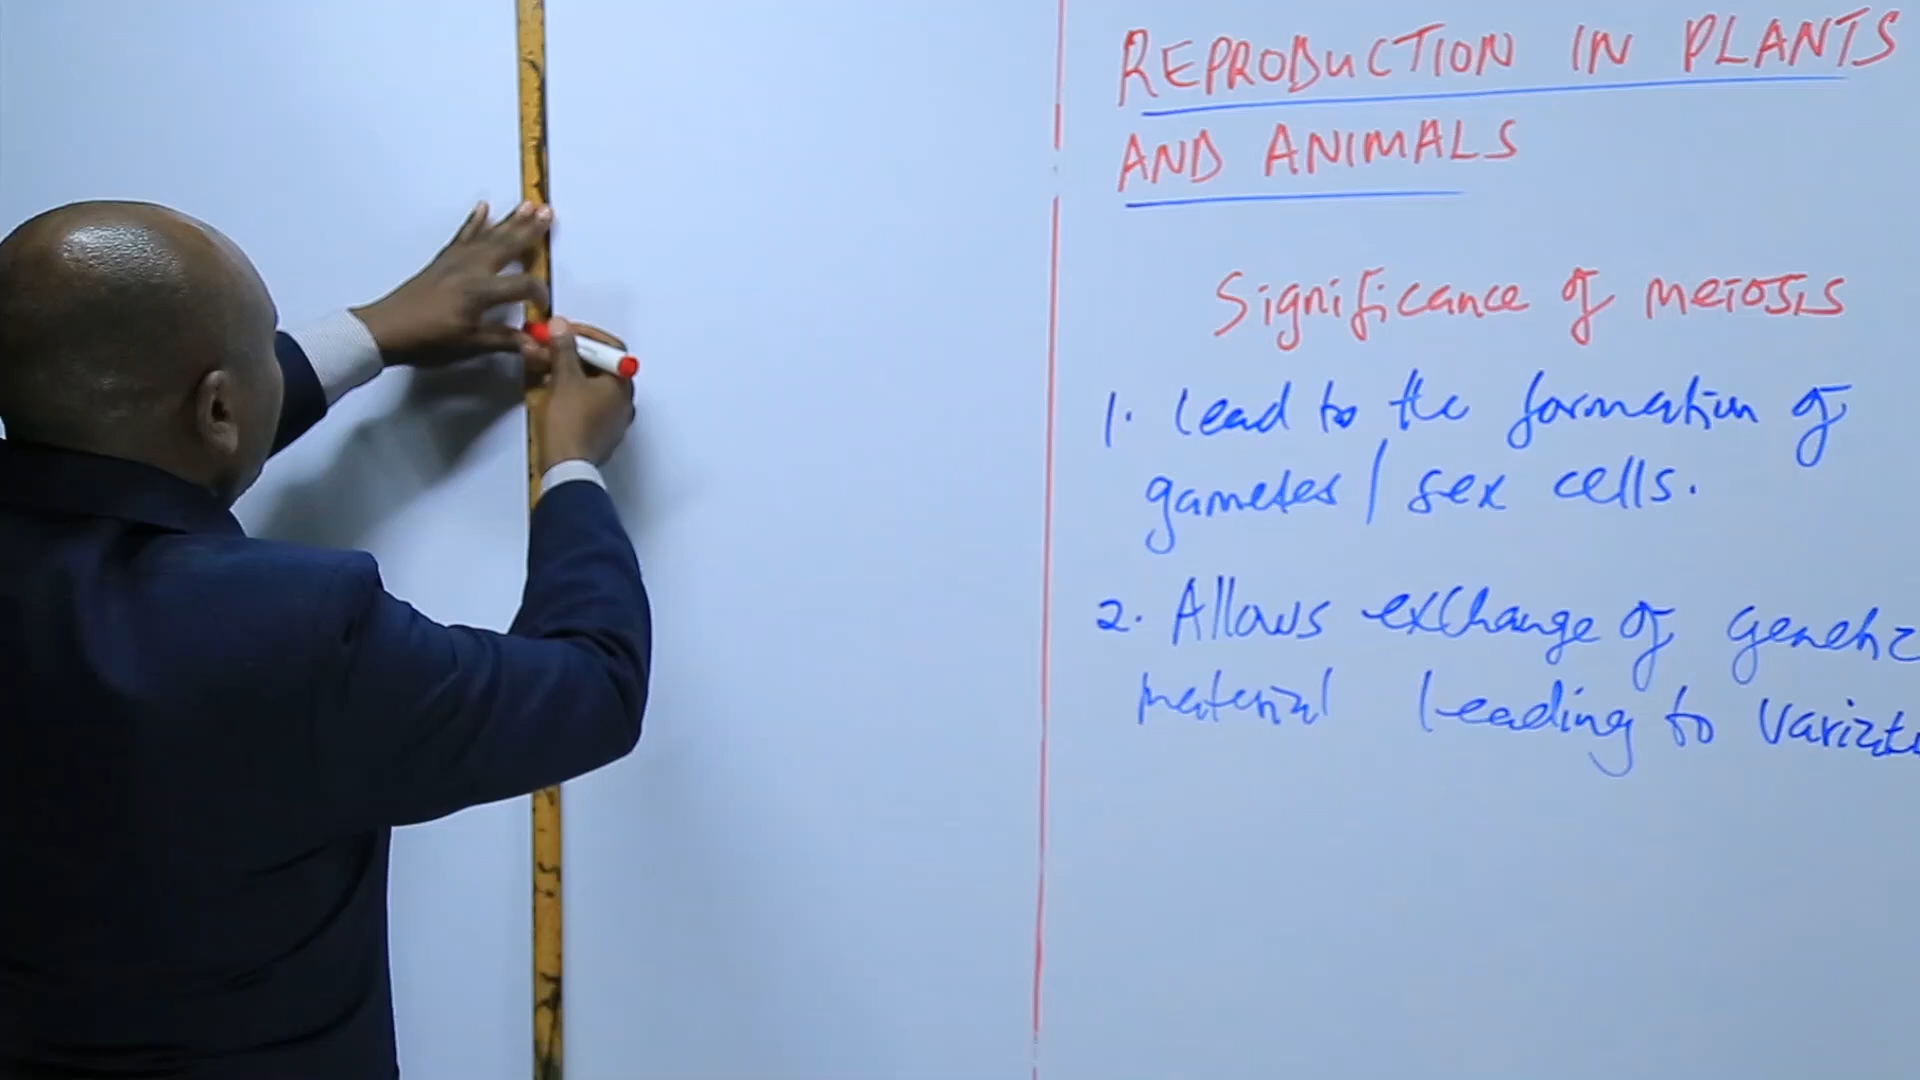 REPRODUCTION IN PLANTS
AND ANIMALS
Significance of meiosis
1. Lead to the formation of
gametes / sex cells.
2. Allows exchange of genetic
material leading to